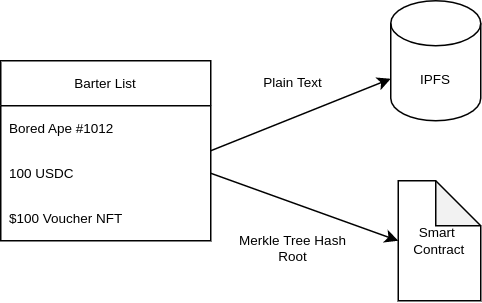 Barter List
Bored Ape #1012
100 USDC
$100 Voucher NFT
Plain Text
IPFS
Merkle Tree Hash
Root
Smart
Contract